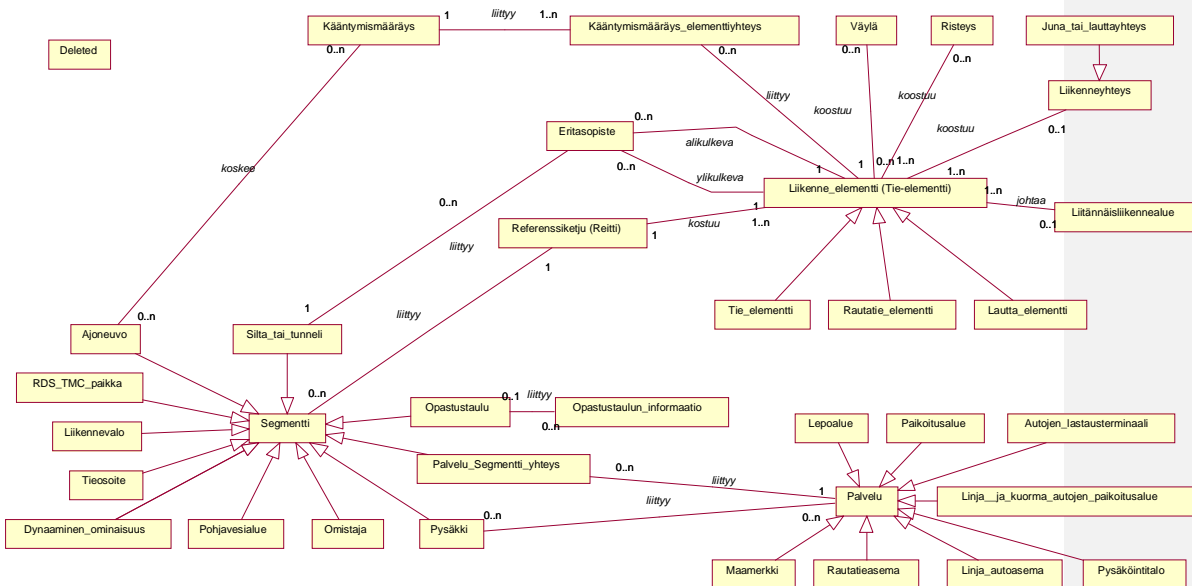 Kääntymismääräys
1
liittyy
1..n
Kääntymismääräys_elementtiyhteys
Väylä
Risteys
Juna_tai_lauttayhteys
Deleted
0..n
0..n
0..n
0..n
Liikenneyhteys
liittyy
koostuu
koostuu
koostuu
0..1
Eritasopiste
0..n
alikulkeva
0..n
ylikulkeva
1
1
0..n
1..n
1..n
koskee
Liikenne_elementti (Tie-elementti)
1..n
johtaa
0..1
Liitännäisliikennealue
0..n
liittyy
1
Referenssiketju (Reitti)
1
kostuu
1
1..n
1
liittyy
Tie_elementti
Rautatie_elementti
Lautta_elementti
0..n
Ajoneuvo
Silta_tai_tunneli
RDS_TMC_paikka
0..n
Segmentti
Opastustaulu
0..1
liittyy
0..n
Opastustaulun_informaatio
Liikennevalo
Lepoalue
Paikoitusalue
Autojen_lastausterminaali
Tieosoite
Palvelu_Segmentti_yhteys
0..n
liittyy
1
Palvelu
Linja__ja_kuorma_autojen_paikoitusalue
liittyy
0..n
0..n
Dynaaminen_ominaisuus
Pohjavesialue
Omistaja
Pysäkki
Maamerkki
Rautatieasema
Linja_autoasema
Pysäköintitalo